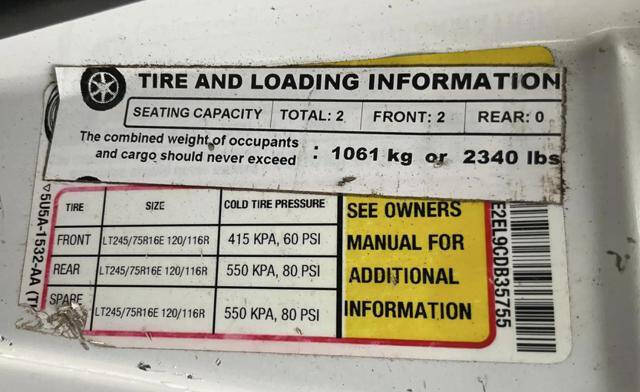 TIRE AND LOADING INFORMATION
SEATING CAPACITY TOTAL: 2 FRONT: 2 REAR: 0
The combined weight of occupants
and cargo should never exceed : 1061 kg or 2340 lbs
TIRE SIZE COLD TIRE PRESSURE
FRONT LT245/75R16E 120/116R 415 KPA, 60 PSI
REAR LT245/75R16E 120/116R 550 KPA, 80 PSI
SPARE LT245/75R16E 120/116R 550 KPA, 80 PSI
SEE OWNERS
MANUAL FOR
ADDITIONAL
INFORMATION
5U5A-1532-AA
E2EL9CDB35755